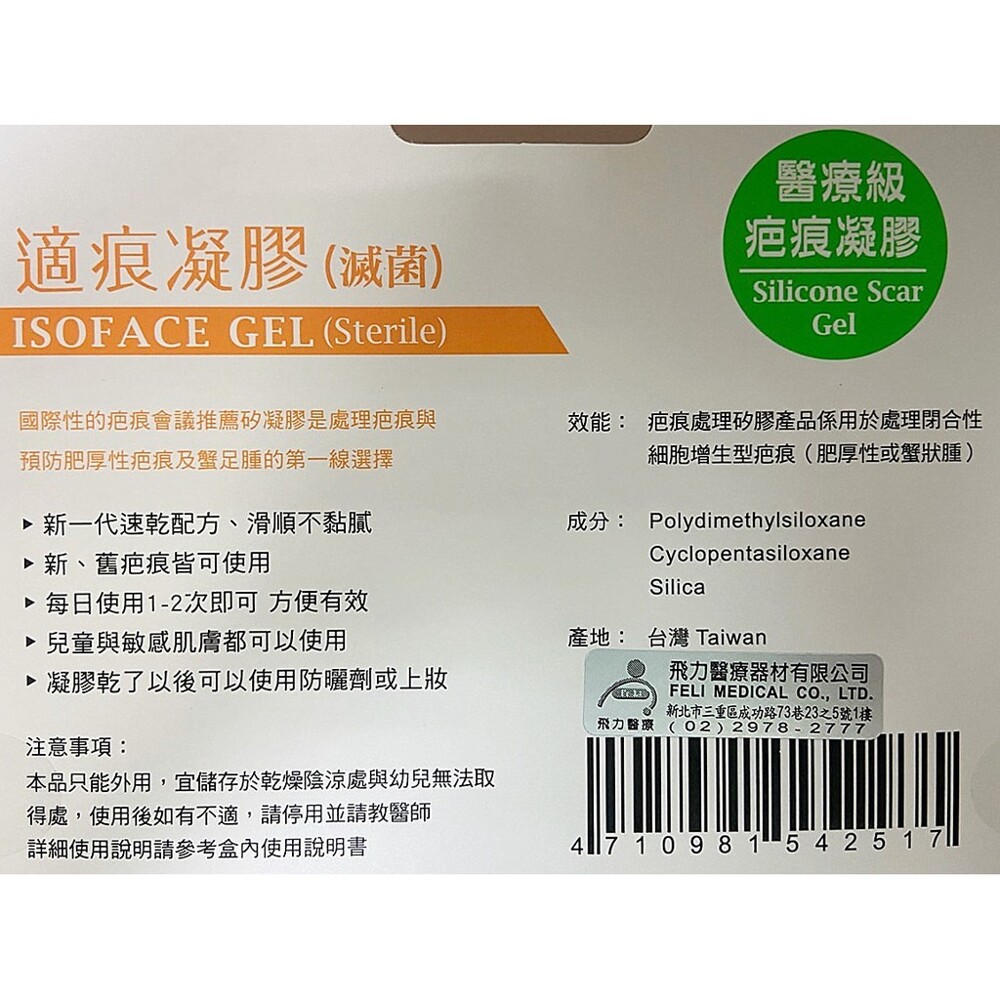 醫療級
疤痕凝膠
Silicone Scar
Gel
適痕凝膠(滅菌)
ISOFACE GEL (Sterile)
國際性的疤痕會議推薦矽凝膠是處理疤痕與
預防肥厚性疤痕及蟹足腫的第一線選擇
▶ 新一代速乾配方、滑順不黏膩
▶ 新、舊疤痕皆可使用
▶ 每日使用1-2次即可 方便有效
▶ 兒童與敏感肌膚都可以使用
▶ 凝膠乾了以後可以使用防曬劑或上妝
注意事項：
本品只能外用，宜儲存於乾燥陰涼處與幼兒無法取
得處，使用後如有不適，請停用並請教醫師
詳細使用說明請參考盒內使用說明書
效能： 疤痕處理矽膠產品係用於處理閉合性
細胞增生型疤痕（肥厚性或蟹狀腫）
成分： Polydimethylsiloxane
Cyclopentasiloxane
Silica
產地： 台灣 Taiwan
飛力醫療器材有限公司
FELI MEDICAL CO., LTD.
新北市三重區成功路73巷23之5號1樓
(02)2978-2777
Fe Li
飛力醫療
4710981542517